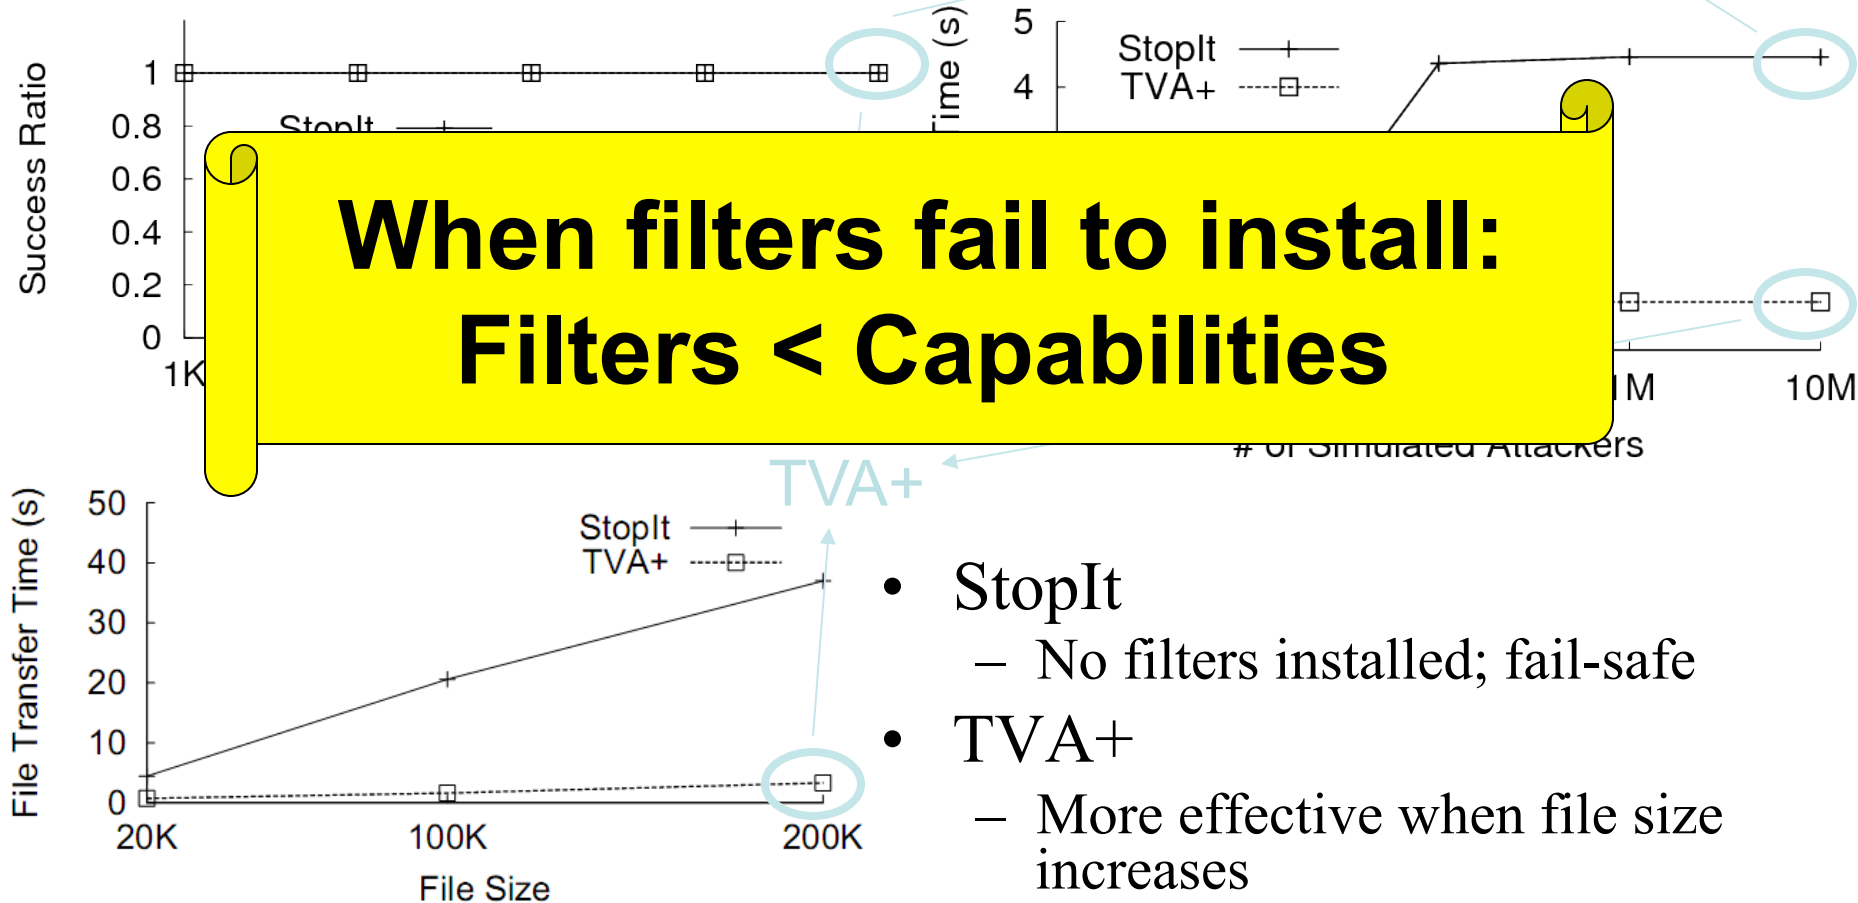 Success Ratio
1
0.8
0.6
0.4
0.2
0
1K
StopIt
Time (s)
5
4
StopIt
TVA+
1M
10M
# of Simulated Attackers
When filters fail to install:
Filters < Capabilities
TVA+
File Transfer Time (s)
50
40
30
20
10
0
20K
100K
200K
File Size
StopIt
TVA+
• StopIt
– No filters installed; fail-safe
• TVA+
– More effective when file size
increases